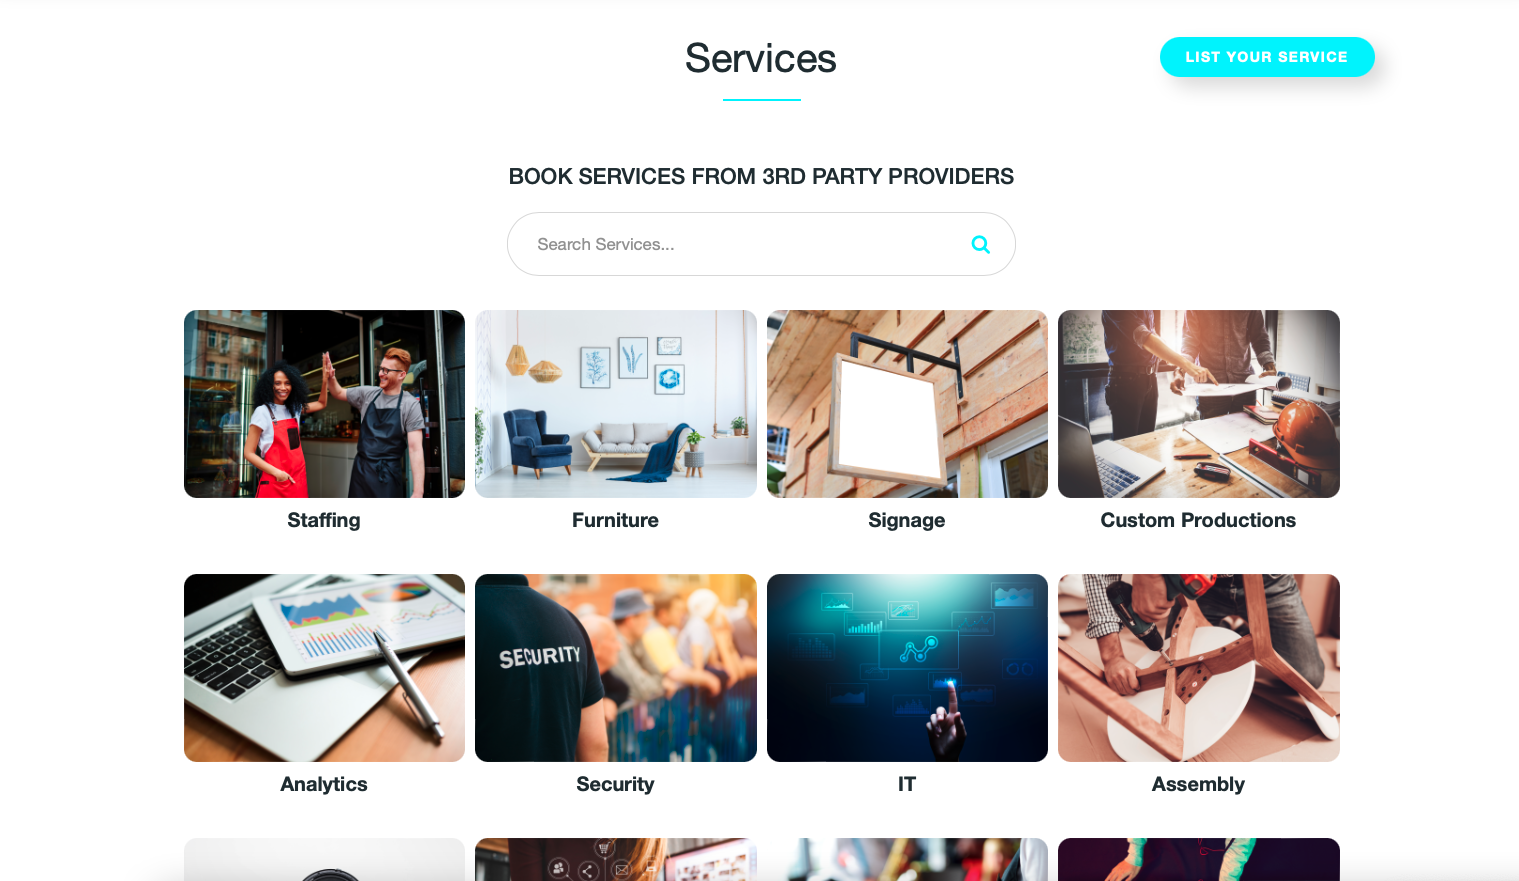 Services
LIST YOUR SERVICE
BOOK SERVICES FROM 3RD PARTY PROVIDERS
Search Services...
Staffing
Furniture
Signage
Custom Productions
SECURITY
Analytics
Security
IT
Assembly